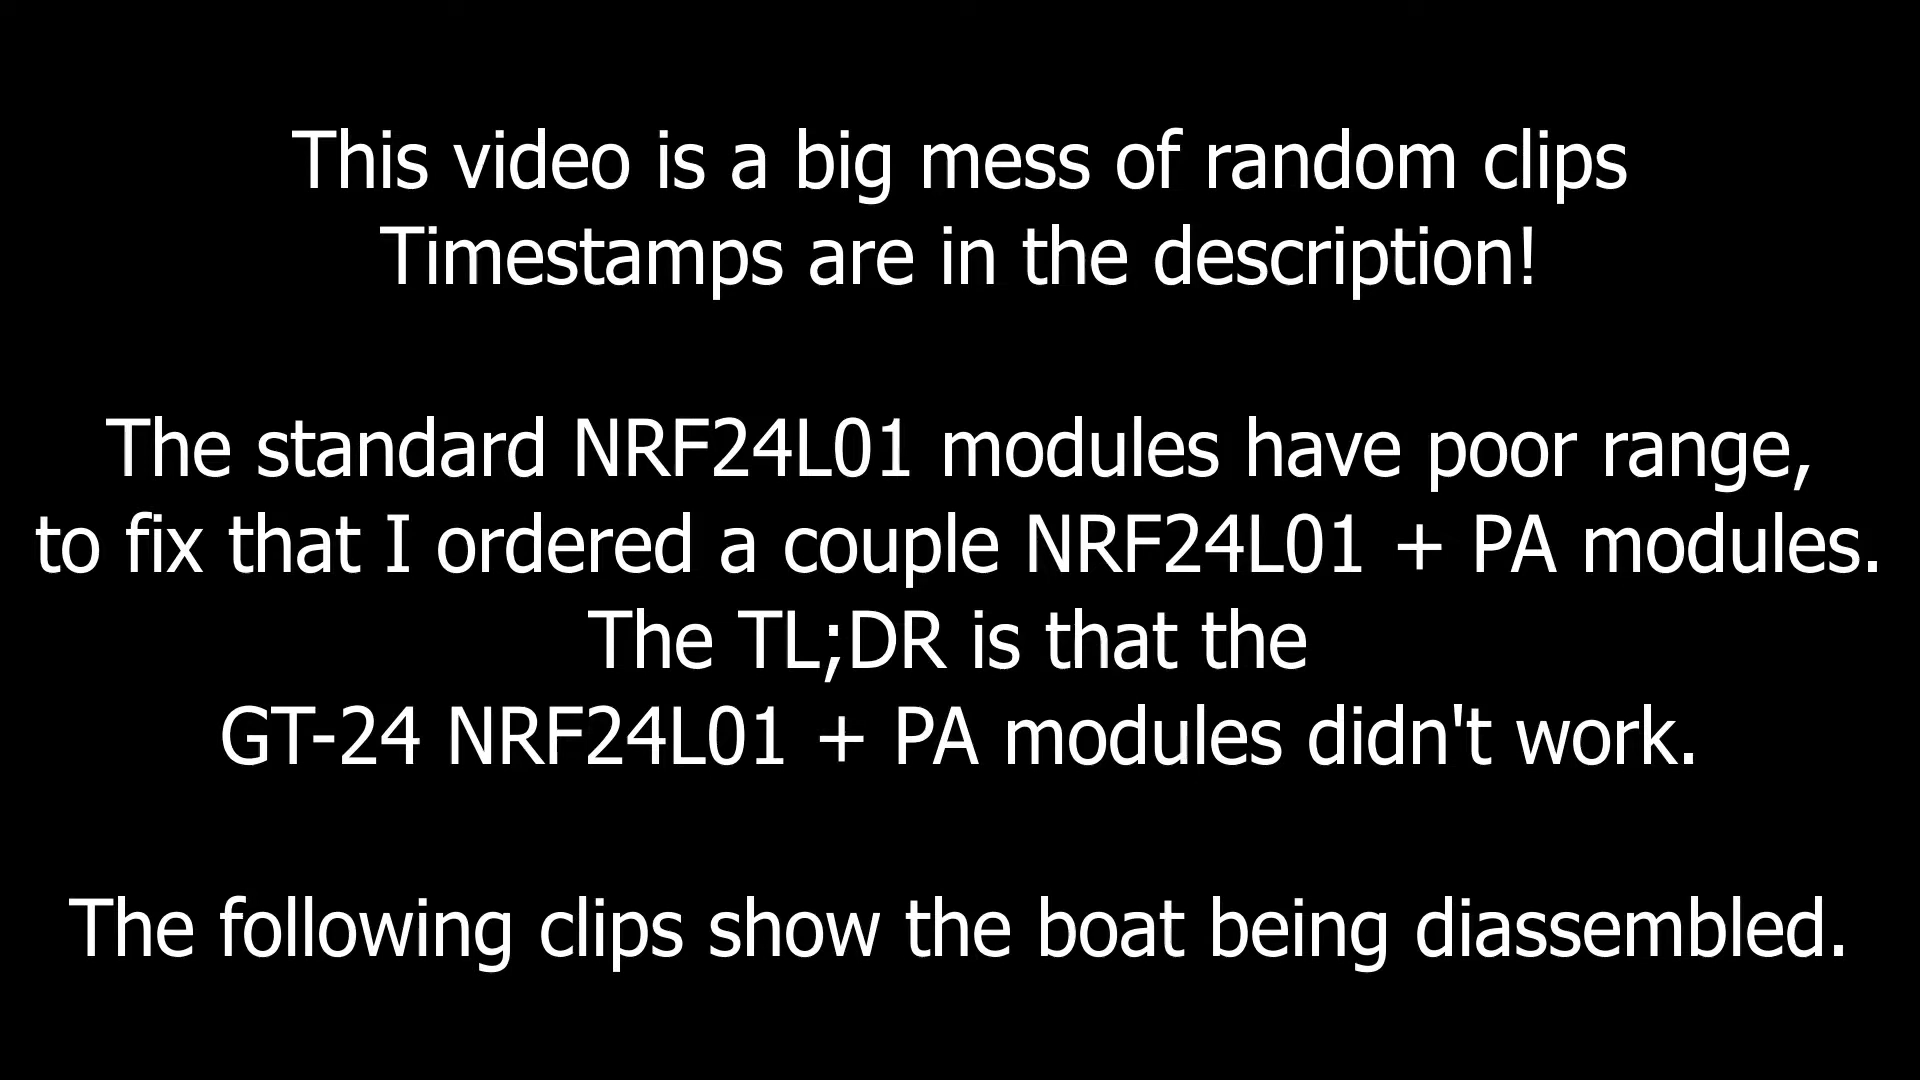 This video is a big mess of random clips
Timestamps are in the description!
The standard NRF24L01 modules have poor range,
to fix that I ordered a couple NRF24L01 + PA modules.
The TL;DR is that the
GT-24 NRF24L01 + PA modules didn't work.
The following clips show the boat being diassembled.